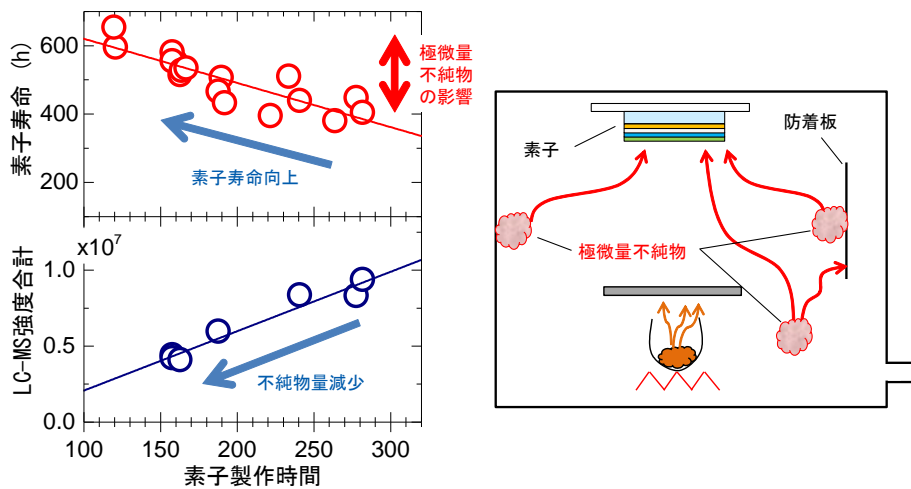 素子寿命 (h)
600
400
200
極微量
不純物
の影響
素子寿命向上
LC-MS強度合計
x10⁷
1.0
0.5
0.0
不純物量減少
100
150
200
250
300
素子製作時間
素子
防着板
極微量不純物